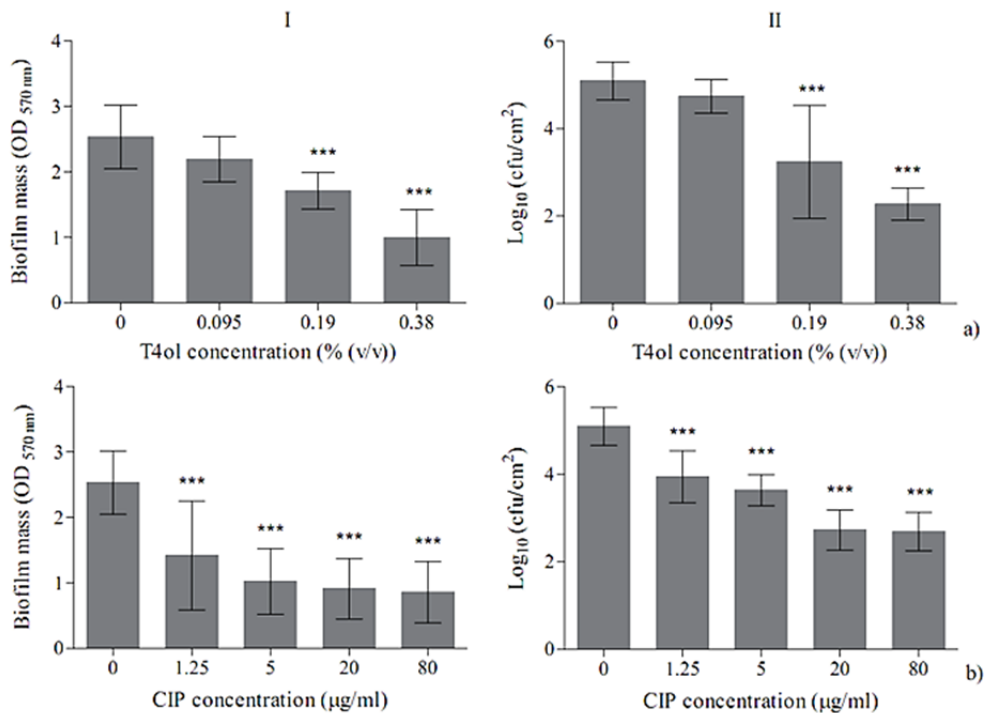 I
II
Biofilm mass (OD 570 nm)
4
3
2
1
0
***
***
0 0.095 0.19 0.38
T4ol concentration (% (v/v))
Log10 (cfu/cm2)
6
4
2
0
***
***
0 0.095 0.19 0.38
T4ol concentration (% (v/v))
a)
Biofilm mass (OD 570 nm)
4
3
2
1
0
*** *** *** ***
0 1.25 5 20 80
CIP concentration (µg/ml)
Log10 (cfu/cm2)
6
4
2
0
*** *** *** ***
0 1.25 5 20 80
CIP concentration (µg/ml)
b)